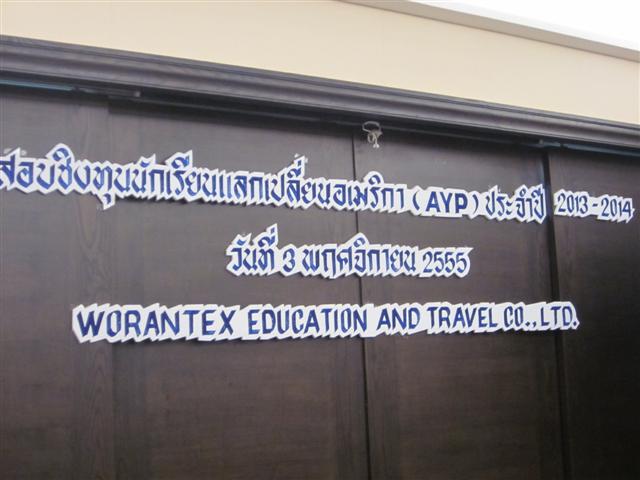 สอบชิงทุนนักเรียนแลกเปลี่ยนอเมริกา (AYP) ประจำปี 2013-2014
วันที่ 3 พฤศจิกายน 2555
WORANTEX EDUCATION AND TRAVEL CO.,LTD.